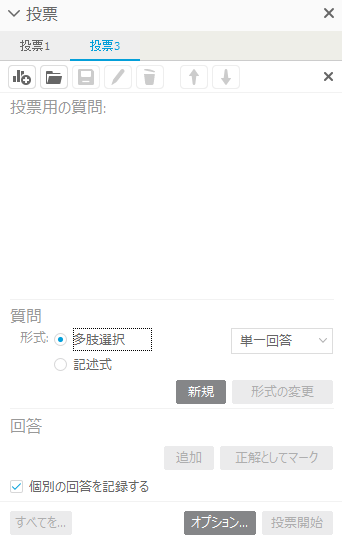 投票
投票1 投票3
投票用の質問:
質問
形式: 多肢選択 単一回答
記述式
新規 形式の変更
回答
追加 正解としてマーク
個別の回答を記録する
すべてを... オプション... 投票開始